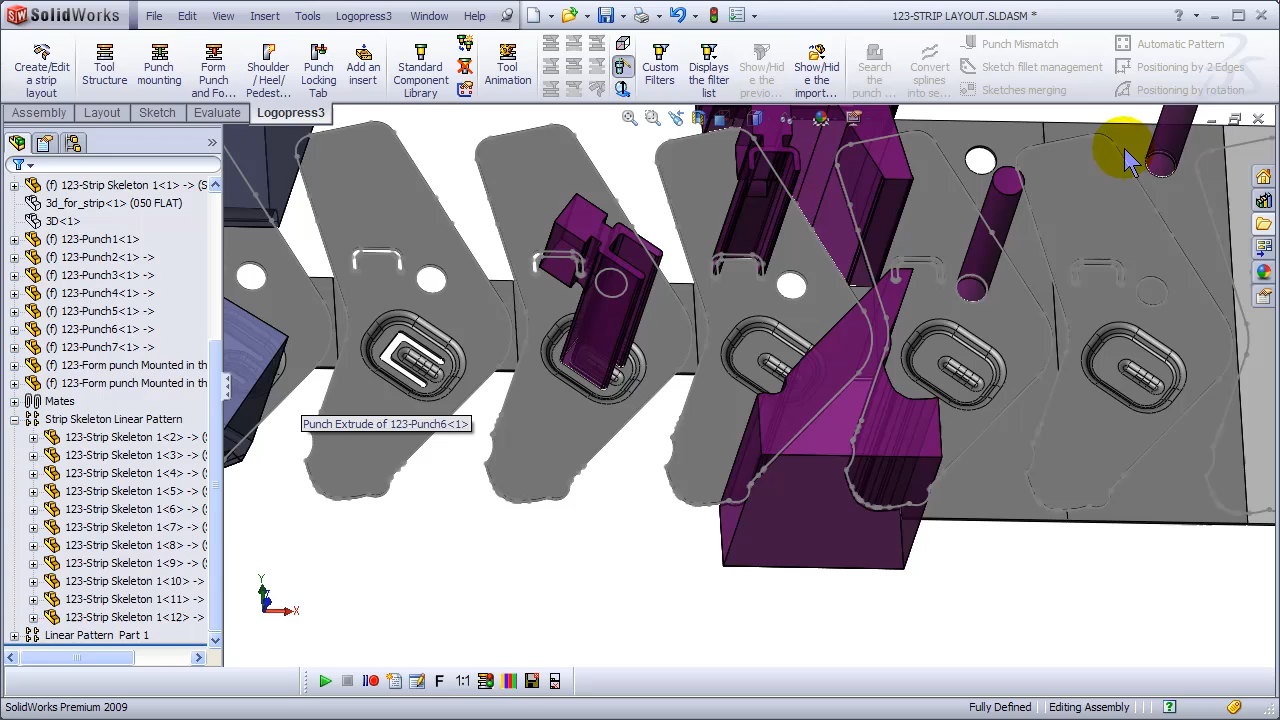 SolidWorks
File Edit View Insert Logopress3 Window Help
123-STRIP LAYOUT.SLDASM *
Create/Edit a strip layout
Tool Structure
Punch mounting
Form Punch and Fo...
Shoulder/ Heel/ Pedest...
Punch Locking Tab
Add an insert
Standard Component Library
Tool Animation
Custom Filters
Displays the filter list
Show/Hide the previo...
Show/Hide the import...
Search the punch ...
Convert splines into se...
Punch Mismatch
Sketch fillet management
Sketches merging
Automatic Pattern
Positioning by 2 Edges
Positioning by rotation
Assembly Layout Sketch Evaluate Logopress3
(f) 123-Strip Skeleton 1<1> -> (S
3d_for_strip<1> (050 FLAT)
3D<1>
(f) 123-Punch1<1>
(f) 123-Punch2<1> ->
(f) 123-Punch3<1> ->
(f) 123-Punch4<1> ->
(f) 123-Punch5<1> ->
(f) 123-Punch6<1> ->
(f) 123-Punch7<1> ->
(f) 123-Form punch Mounted in th
(f) 123-Form punch Mounted in th
Mates
Strip Skeleton Linear Pattern
123-Strip Skeleton 1<2> -> (
123-Strip Skeleton 1<3> -> (
123-Strip Skeleton 1<4> -> (
123-Strip Skeleton 1<5> -> (
123-Strip Skeleton 1<6> -> (
123-Strip Skeleton 1<7> -> (
123-Strip Skeleton 1<8> -> (
123-Strip Skeleton 1<9> -> (
123-Strip Skeleton 1<10> ->
123-Strip Skeleton 1<11> ->
123-Strip Skeleton 1<12> ->
Linear Pattern Part 1
Punch Extrude of 123-Punch6<1>
Y
X
F 1:1
SolidWorks Premium 2009
Fully Defined
Editing Assembly